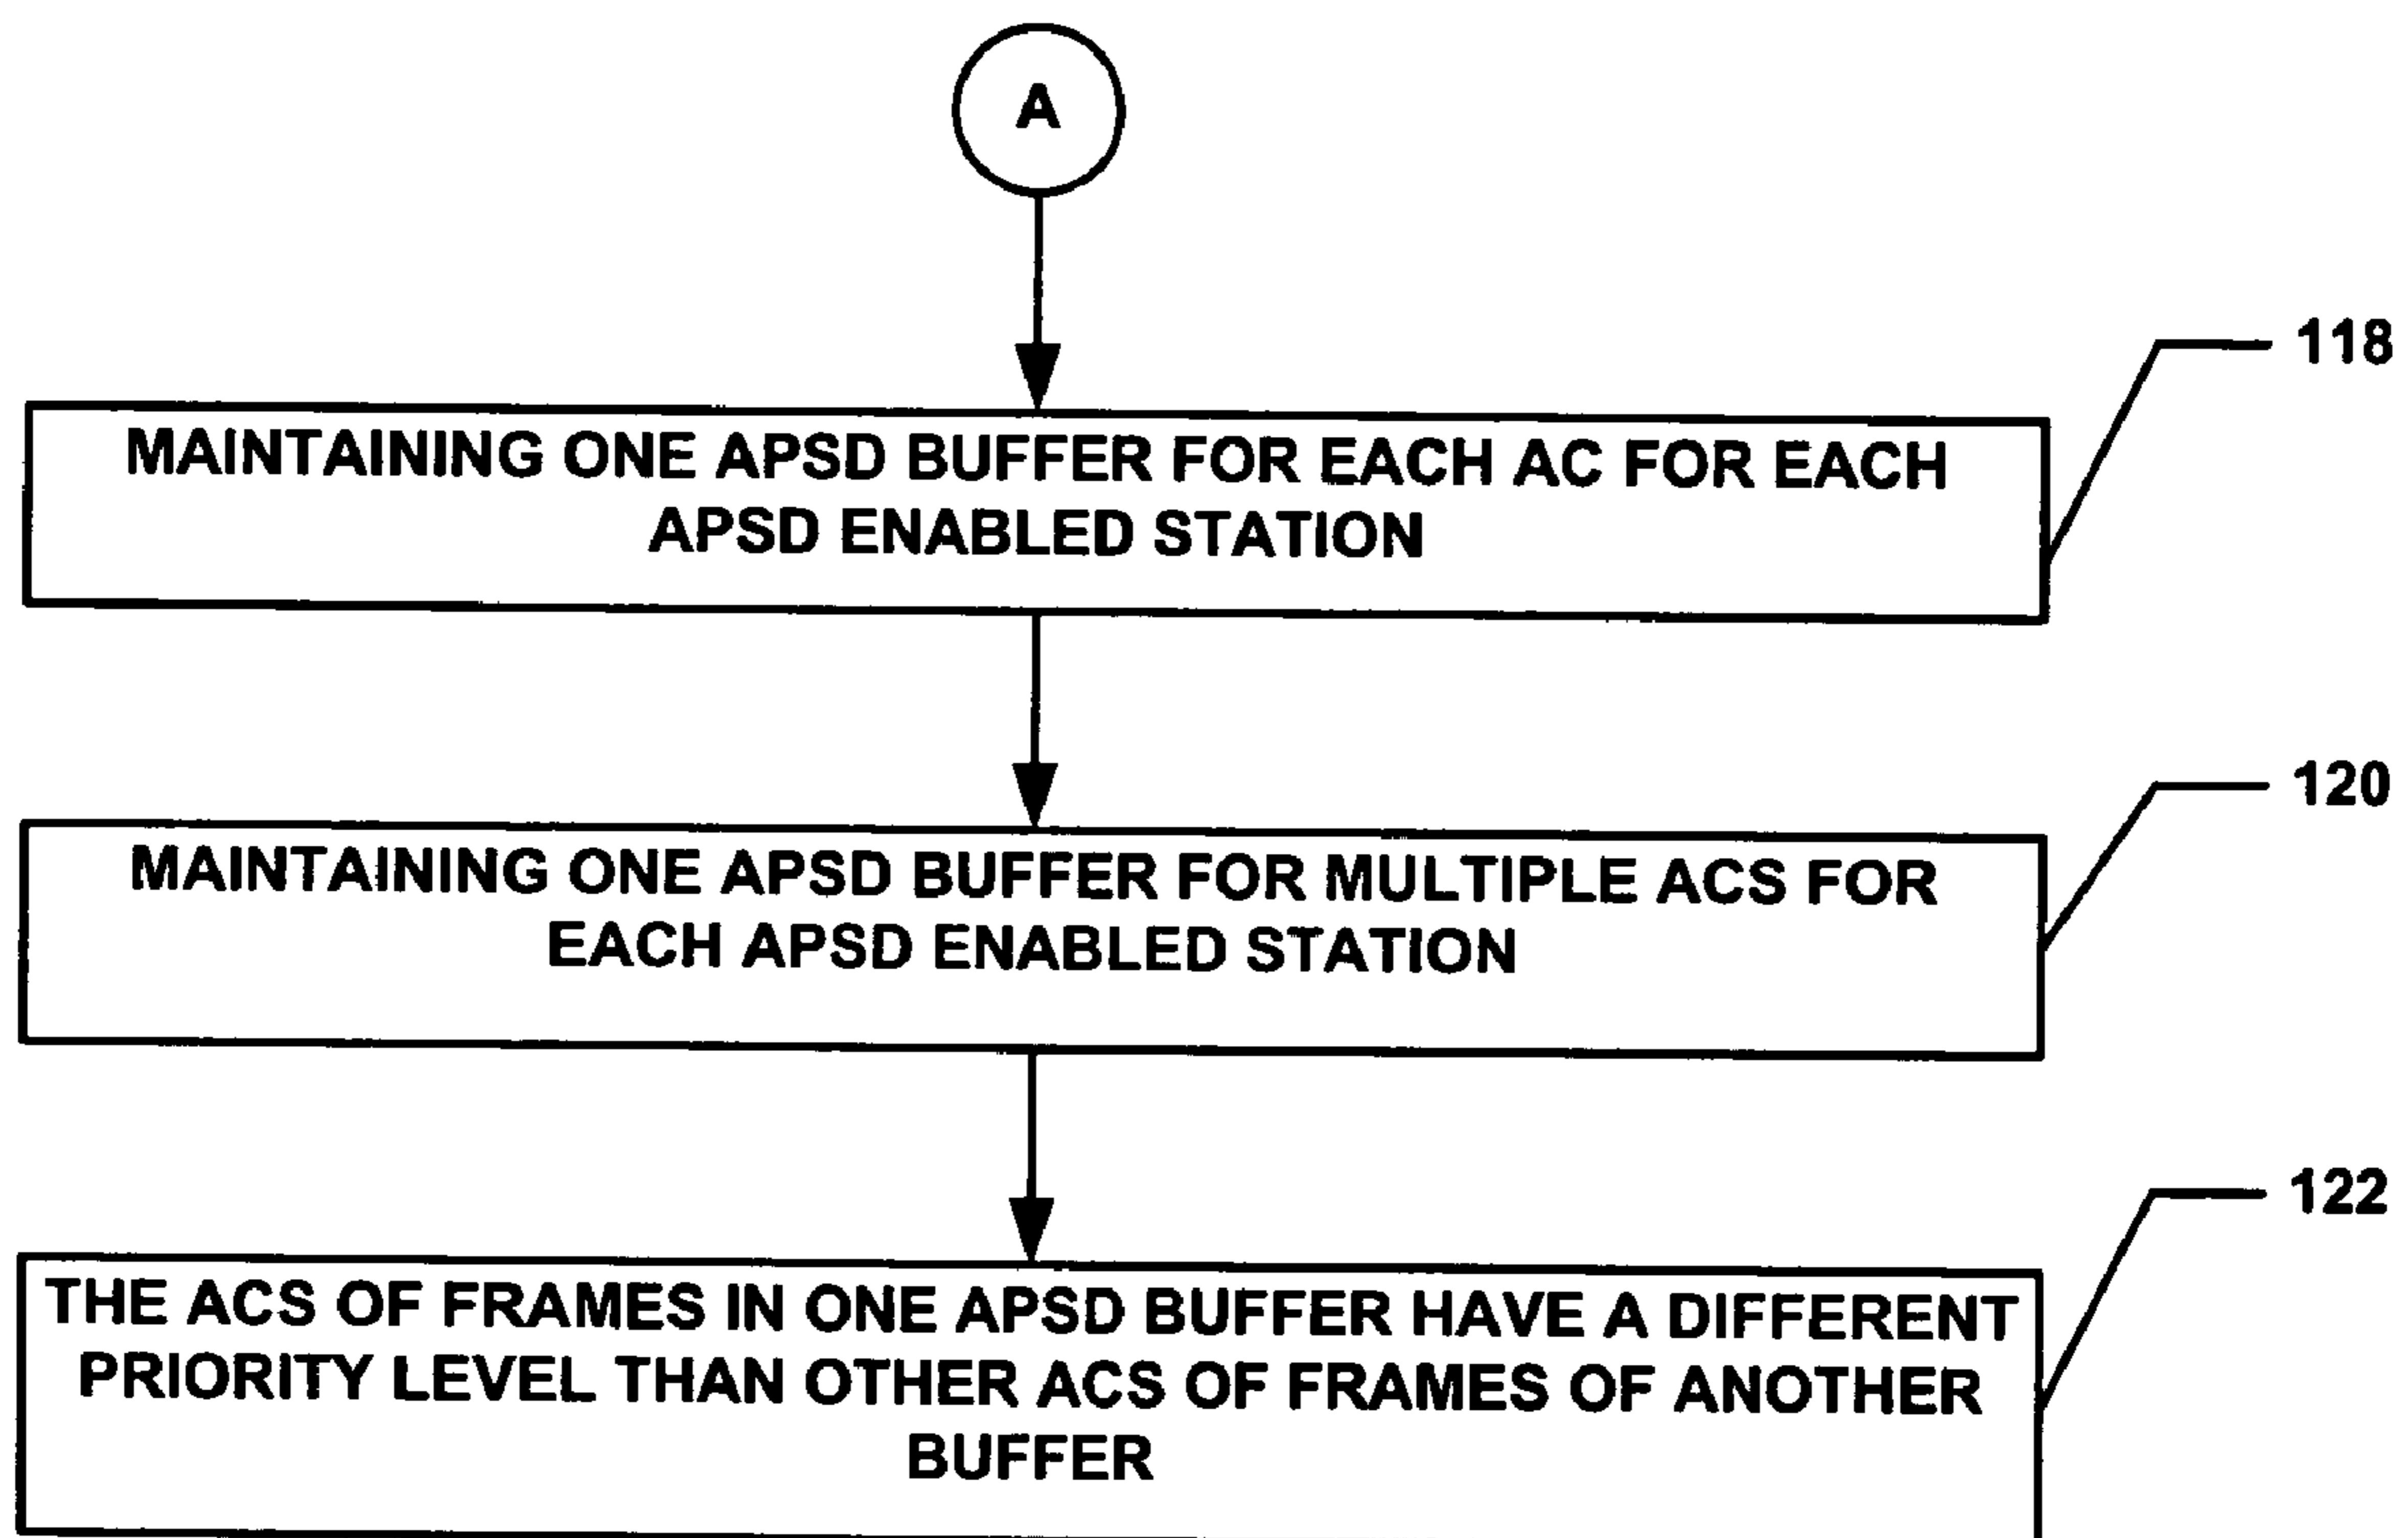 A
118
MAINTAINING ONE APSD BUFFER FOR EACH AC FOR EACH
APSD ENABLED STATION
120
MAINTAINING ONE APSD BUFFER FOR MULTIPLE ACS FOR
EACH APSD ENABLED STATION
122
THE ACS OF FRAMES IN ONE APSD BUFFER HAVE A DIFFERENT
PRIORITY LEVEL THAN OTHER ACS OF FRAMES OF ANOTHER
BUFFER